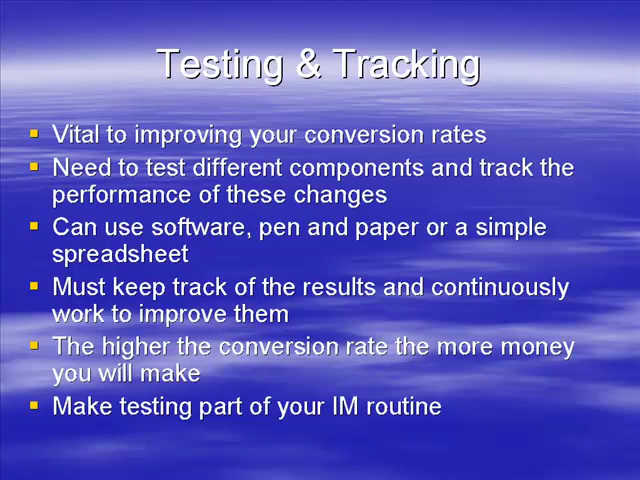 Testing & Tracking
Vital to improving your conversion rates
Need to test different components and track the
performance of these changes
Can use software, pen and paper or a simple
spreadsheet
Must keep track of the results and continuously
work to improve them
The higher the conversion rate the more money
you will make
Make testing part of your IM routine